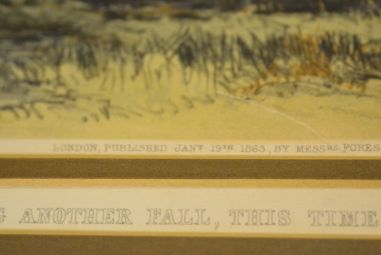 LONDON, PUBLISHED JANY 19TH 1863, BY MESSRS FORES
G ANOTHER FALL, THIS TIME